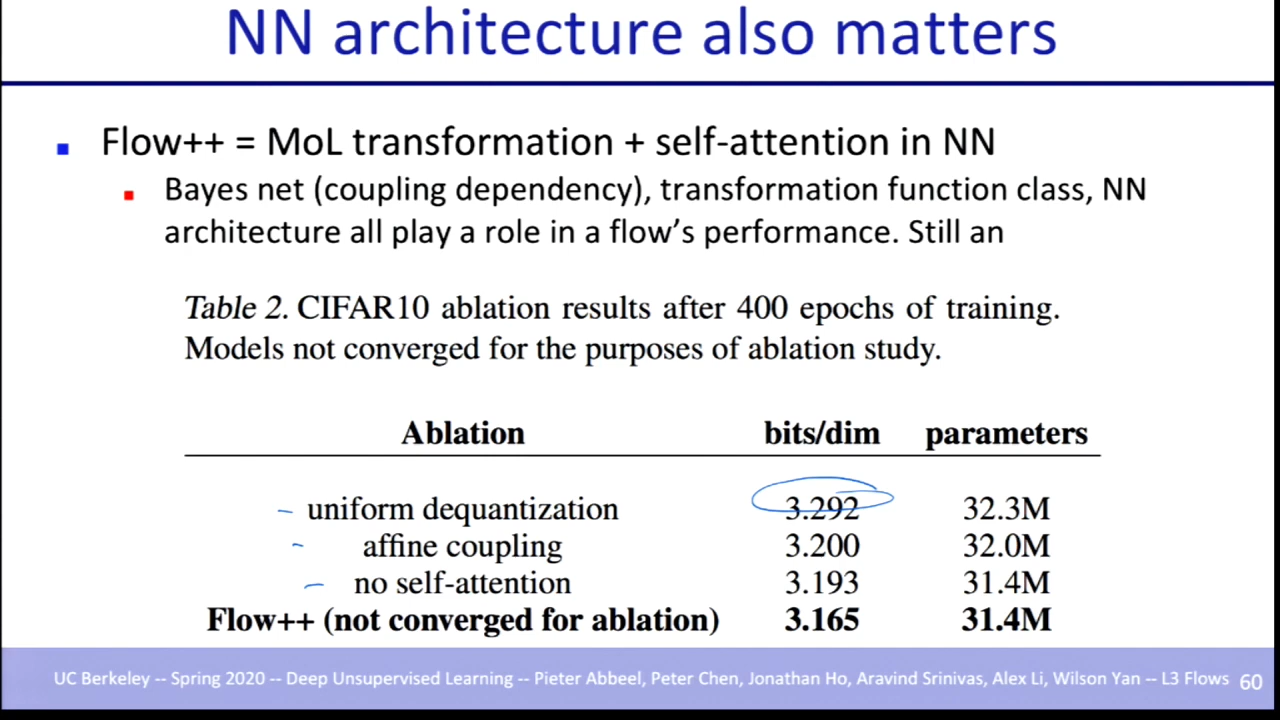 NN architecture also matters
Flow++ = MoL transformation + self-attention in NN
Bayes net (coupling dependency), transformation function class, NN
architecture all play a role in a flow’s performance. Still an
Table 2. CIFAR10 ablation results after 400 epochs of training.
Models not converged for the purposes of ablation study.
Ablation bits/dim parameters
uniform dequantization 3.292 32.3M
affine coupling 3.200 32.0M
no self-attention 3.193 31.4M
Flow++ (not converged for ablation) 3.165 31.4M
UC Berkeley -- Spring 2020 -- Deep Unsupervised Learning -- Pieter Abbeel, Peter Chen, Jonathan Ho, Aravind Srinivas, Alex Li, Wilson Yan -- L3 Flows 60